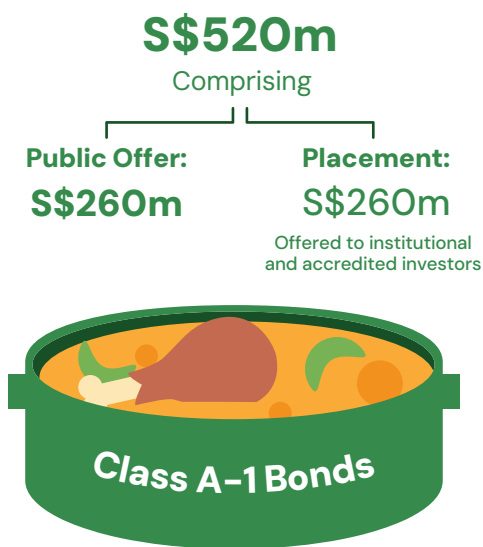 S$520m
Comprising
Public Offer:
S$260m
Placement:
S$260m
Offered to institutional
and accredited investors
Class A-1 Bonds